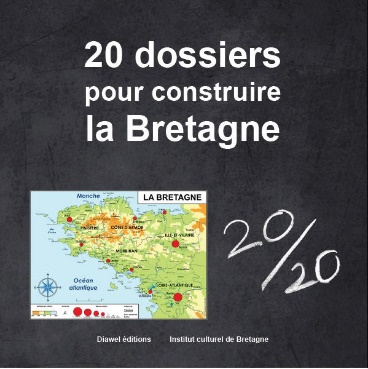 20 dossiers
pour construire
la Bretagne
Manche
LA BRETAGNE
FINISTÈRE
CÔTES-D'ARMOR
ILLE-ET-VILAINE
MORBIHAN
Océan
atlantique
LOIRE-ATLANTIQUE
20/20
Diawel éditions Institut culturel de Bretagne